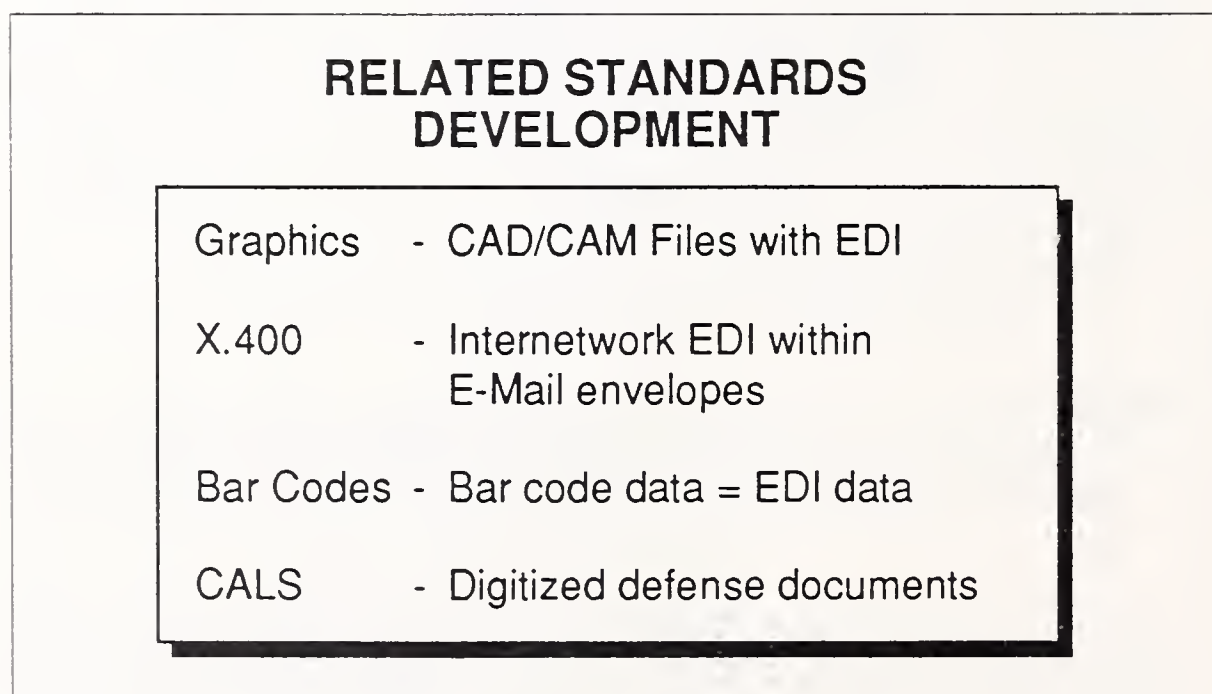 RELATED STANDARDS
DEVELOPMENT
Graphics - CAD/CAM Files with EDI
X.400 - Internetwork EDI within
E-Mail envelopes
Bar Codes - Bar code data = EDI data
CALS - Digitized defense documents